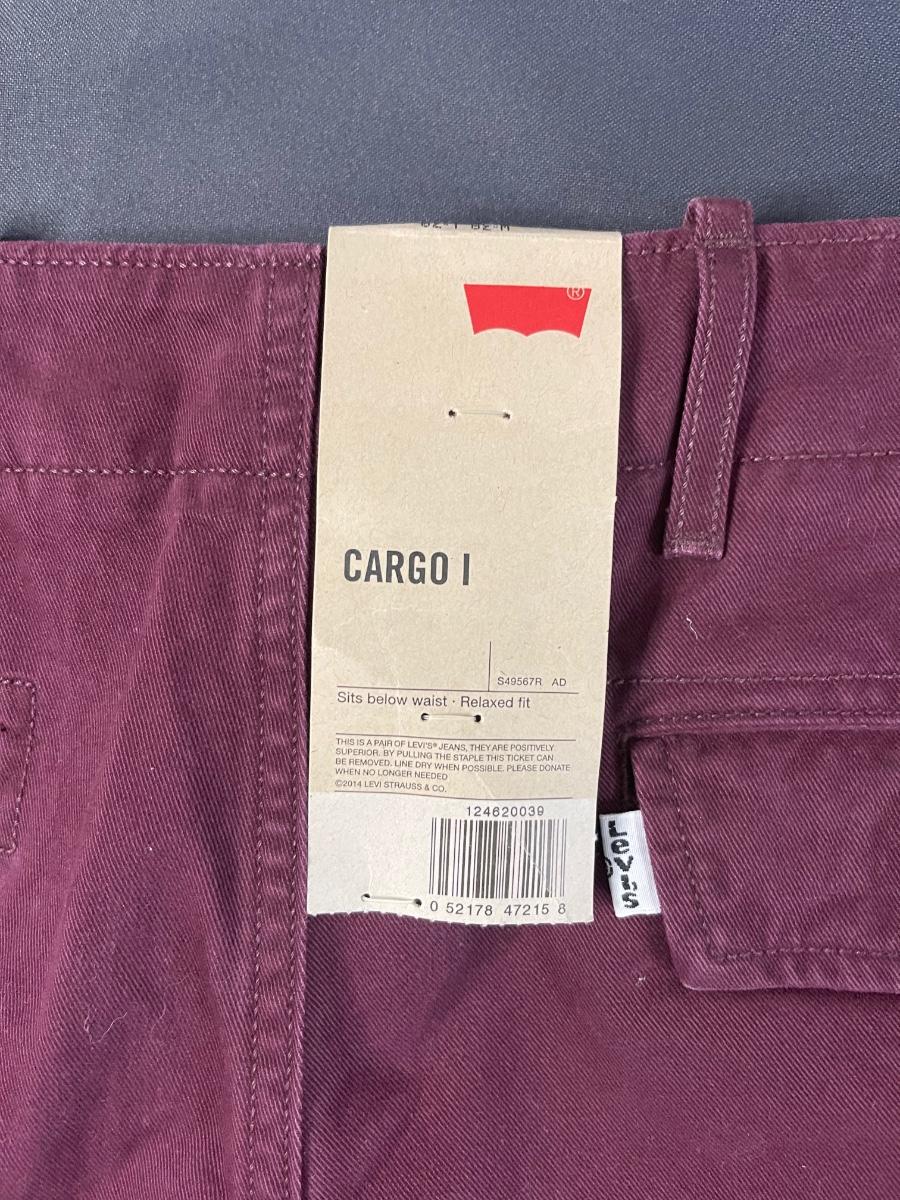 ®
CARGO I
S49567R AD
Sits below waist · Relaxed fit
THIS IS A PAIR OF LEVI'S® JEANS, THEY ARE POSITIVELY
SUPERIOR. BY PULLING THE STAPLE THIS TICKET CAN
BE REMOVED. LINE DRY WHEN POSSIBLE. PLEASE DONATE
WHEN NO LONGER NEEDED
©2014 LEVI STRAUSS & CO.
124620039
0 52178 47215 8
LEVI'S